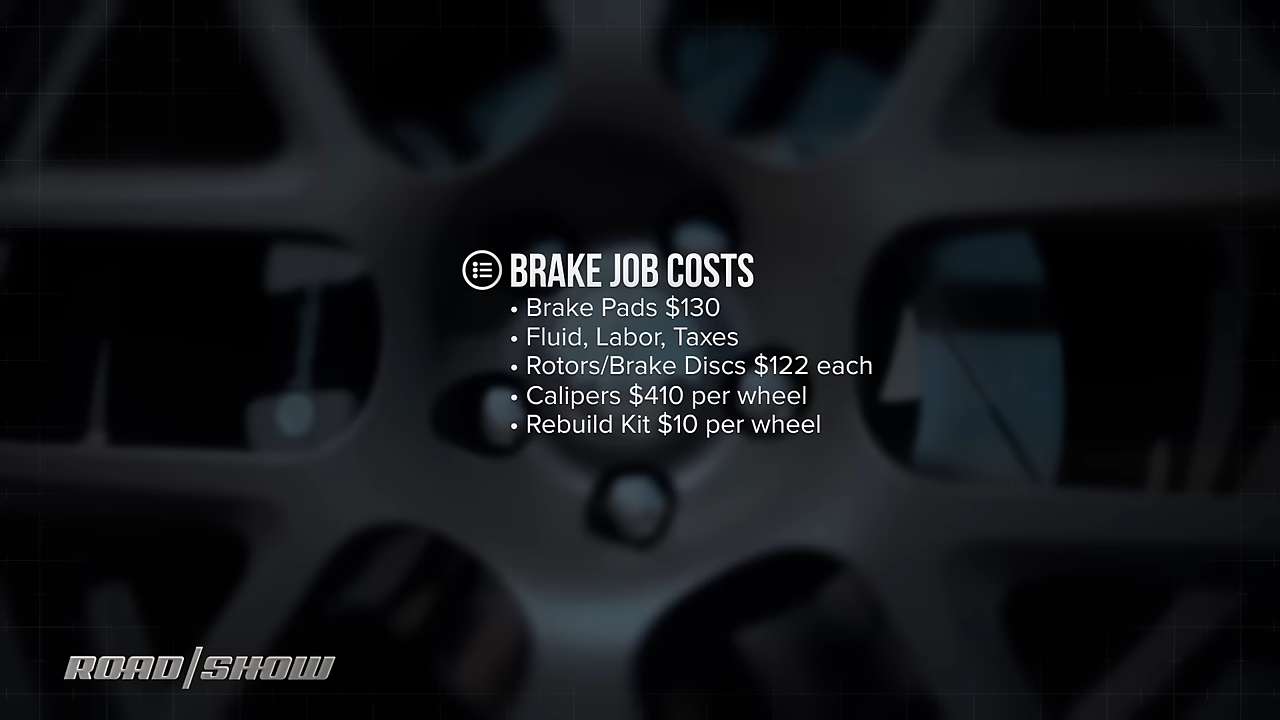 BRAKE JOB COSTS
• Brake Pads $130
• Fluid, Labor, Taxes
• Rotors/Brake Discs $122 each
• Calipers $410 per wheel
• Rebuild Kit $10 per wheel
ROAD/SHOW